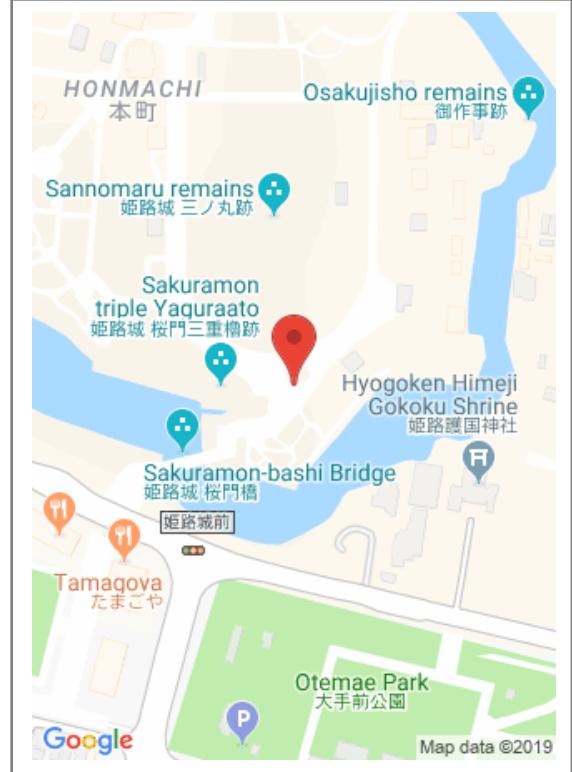 HONMACHI
本町
Osakujisho remains
御作事跡
Sannomaru remains
姫路城 三ノ丸跡
Sakuramon
triple Yaguraato
姫路城 桜門三重櫓跡
Hyogoken Himeji
Gokoku Shrine
姫路護国神社
Sakuramon-bashi Bridge
姫路城 桜門橋
姫路城前
Tamagoya
たまごや
Otemae Park
大手前公園
P
Google
Map data ©2019